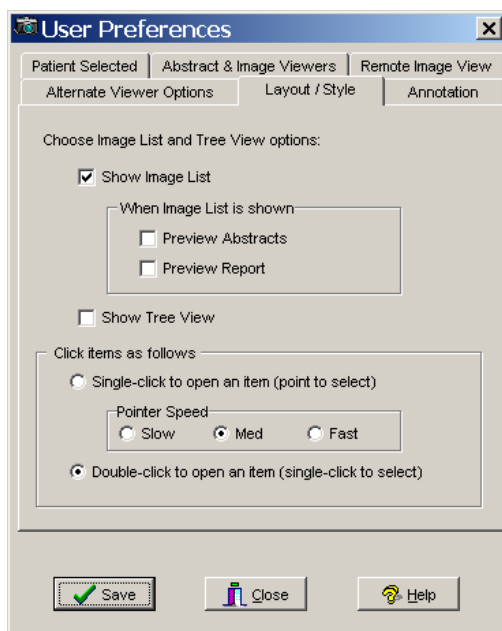 User Preferences
Patient Selected
Abstract & Image Viewers
Remote Image View
Alternate Viewer Options
Layout / Style
Annotation
Choose Image List and Tree View options:
Show Image List
When Image List is shown
Preview Abstracts
Preview Report
Show Tree View
Click items as follows
Single-click to open an item (point to select)
Pointer Speed
Slow
Med
Fast
Double-click to open an item (single-click to select)
Save
Close
Help